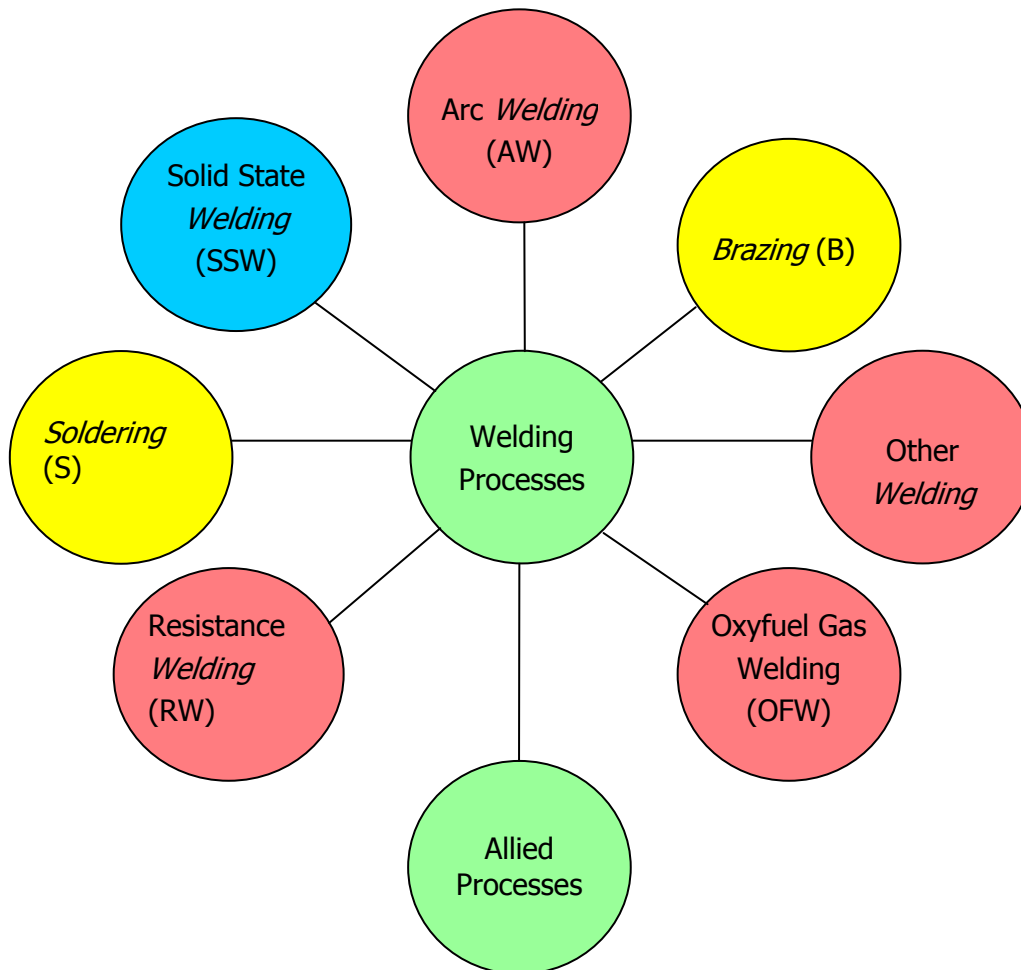 Arc Welding
(AW)
Solid State
Welding
(SSW)
Brazing (B)
Soldering
(S)
Welding
Processes
Other
Welding
Resistance
Welding
(RW)
Oxyfuel Gas
Welding
(OFW)
Allied
Processes